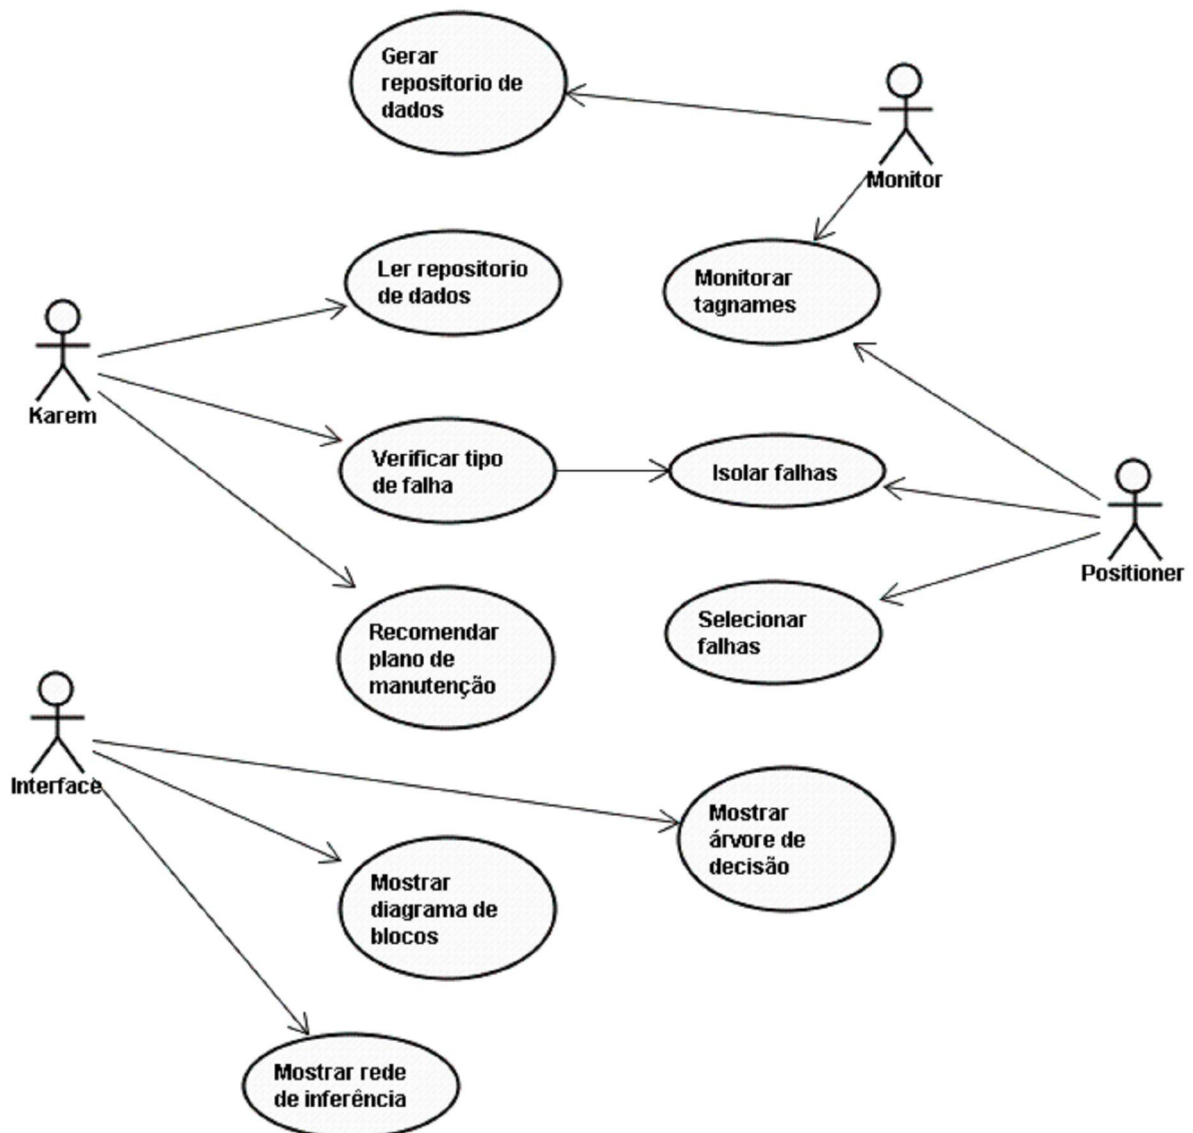 Gerar
repositorio de
dados
Monitor
Ler repositorio
de dados
Monitorar
tagnames
Karem
Verificar tipo
de falha
Isolar falhas
Positioner
Recomendar
plano de
manutenção
Selecionar
falhas
Interface
Mostrar
árvore de
decisão
Mostrar
diagrama de
blocos
Mostrar rede
de inferência